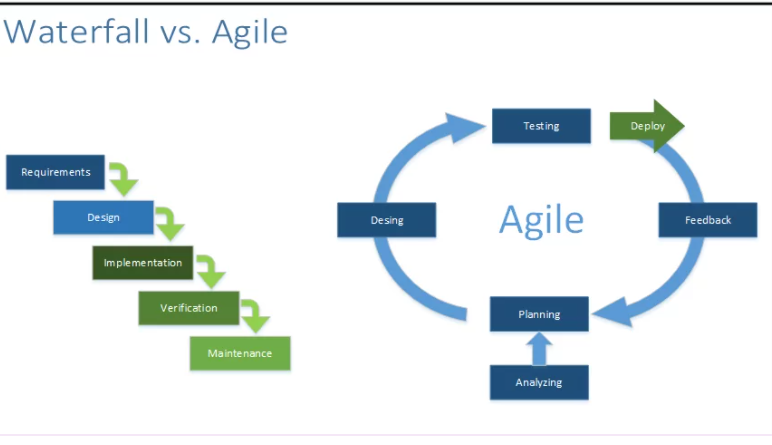 Waterfall vs. Agile
Requirements
Design
Implementation
Verification
Maintenance
Testing
Deploy
Desing
Agile
Feedback
Planning
Analyzing